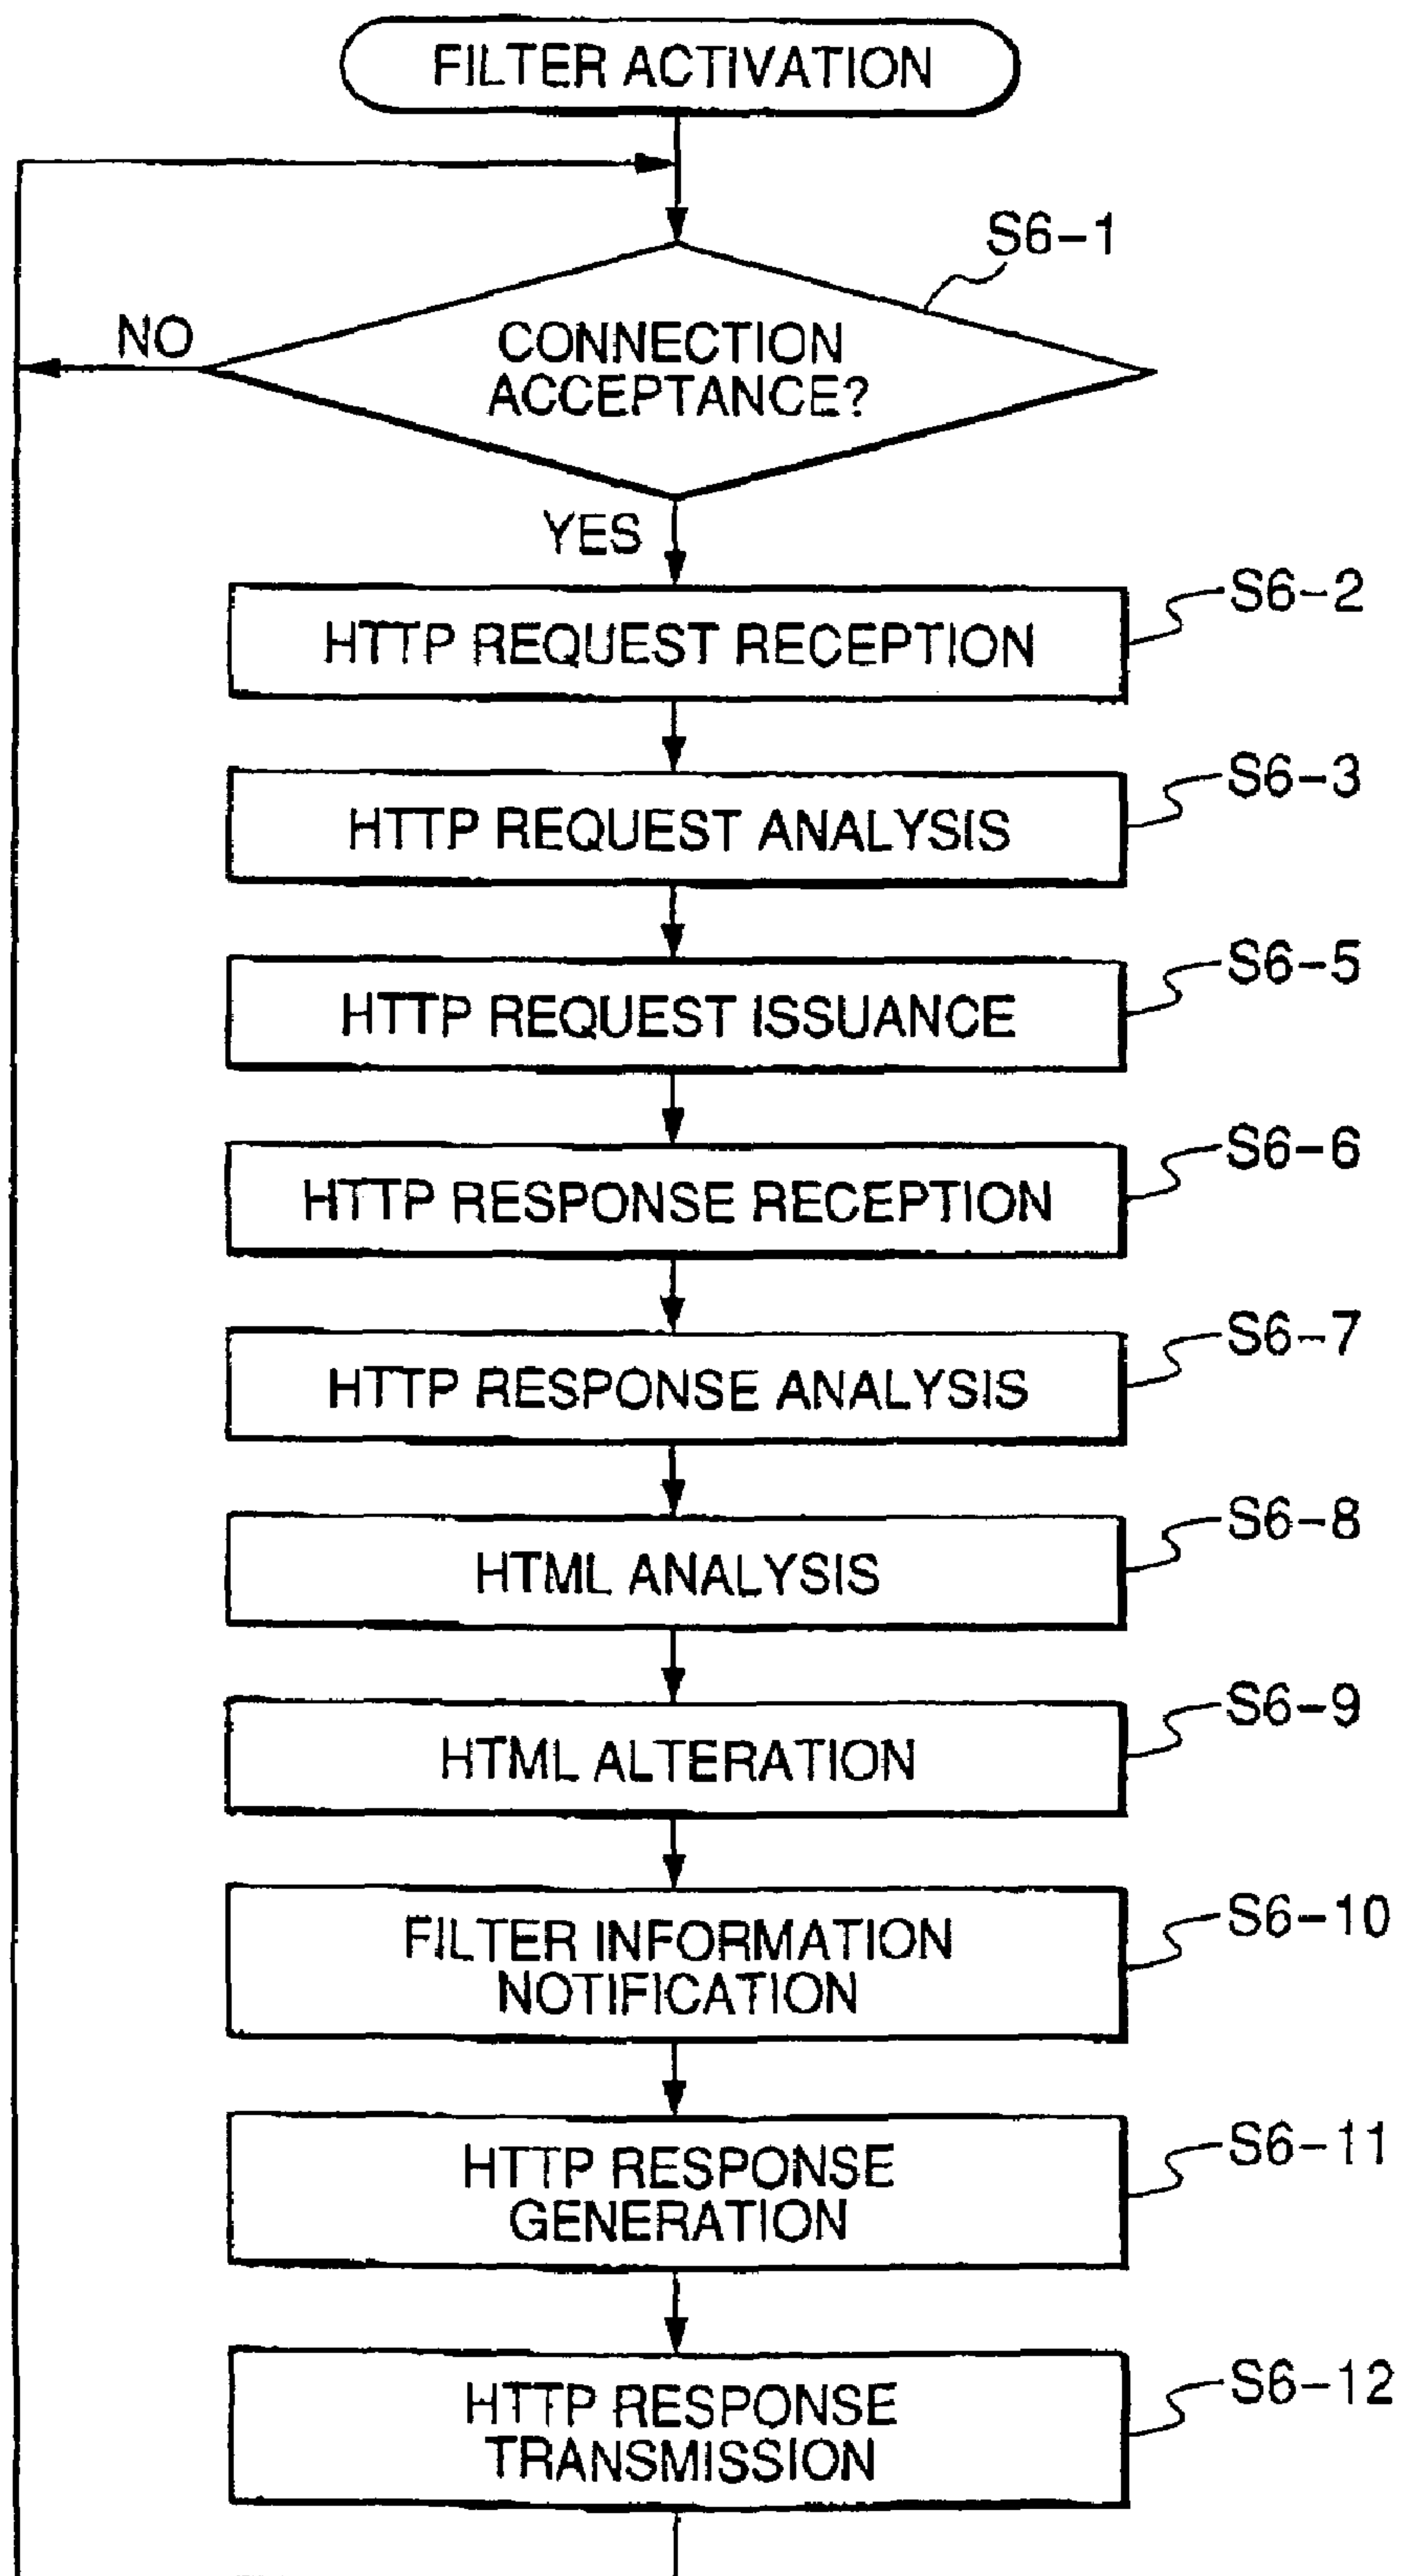 FILTER ACTIVATION
S6-1
NO
CONNECTION
ACCEPTANCE?
YES
S6-2
HTTP REQUEST RECEPTION
S6-3
HTTP REQUEST ANALYSIS
S6-5
HTTP REQUEST ISSUANCE
S6-6
HTTP RESPONSE RECEPTION
S6-7
HTTP RESPONSE ANALYSIS
S6-8
HTML ANALYSIS
S6-9
HTML ALTERATION
S6-10
FILTER INFORMATION
NOTIFICATION
S6-11
HTTP RESPONSE
GENERATION
S6-12
HTTP RESPONSE
TRANSMISSION